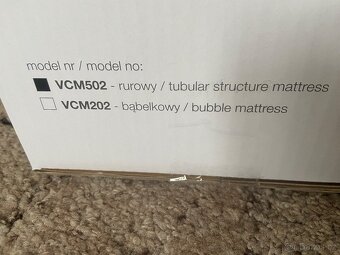 model nr / model no:
VCM502 - rurowy / tubular structure mattress
VCM202 - bąbelkowy / bubble mattress